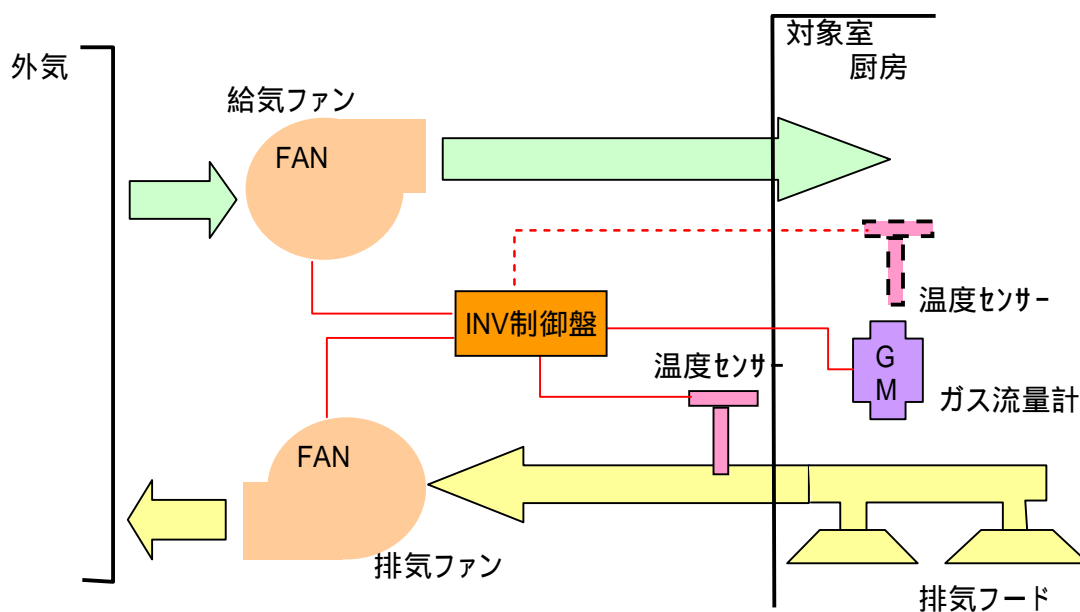 対象室
厨房
外気
給気ファン
FAN
温度センサー
INV制御盤
温度センサ
G
M
ガス流量計
FAN
排気ファン
排気フード